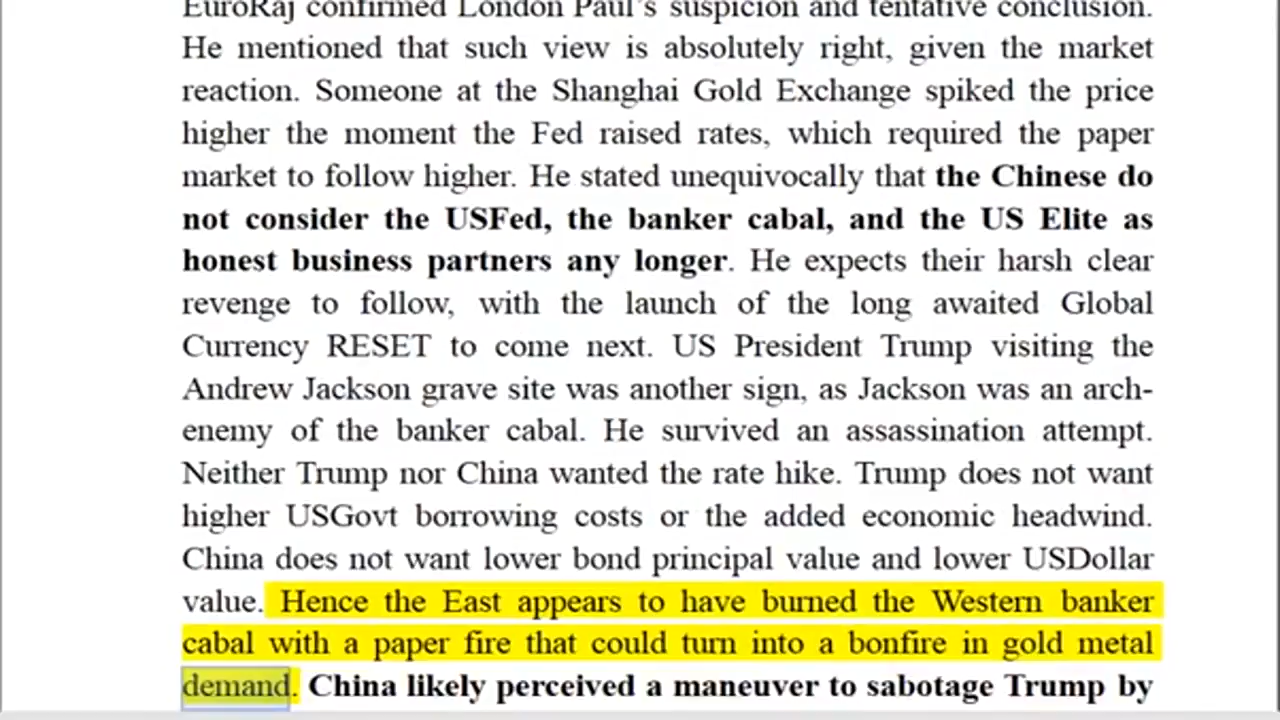 EuroRaj confirmed London Paul's suspicion and tentative conclusion.
He mentioned that such view is absolutely right, given the market
reaction. Someone at the Shanghai Gold Exchange spiked the price
higher the moment the Fed raised rates, which required the paper
market to follow higher. He stated unequivocally that the Chinese do
not consider the USFed, the banker cabal, and the US Elite as
honest business partners any longer. He expects their harsh clear
revenge to follow, with the launch of the long awaited Global
Currency RESET to come next. US President Trump visiting the
Andrew Jackson grave site was another sign, as Jackson was an arch-
enemy of the banker cabal. He survived an assassination attempt.
Neither Trump nor China wanted the rate hike. Trump does not want
higher USGovt borrowing costs or the added economic headwind.
China does not want lower bond principal value and lower USDollar
value. Hence the East appears to have burned the Western banker
cabal with a paper fire that could turn into a bonfire in gold metal
demand. China likely perceived a maneuver to sabotage Trump by